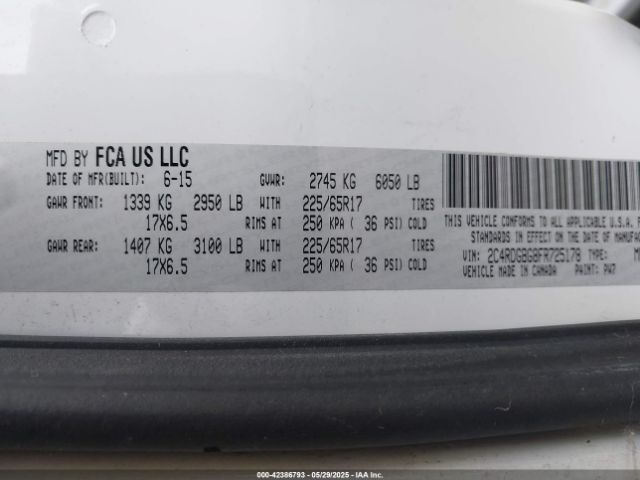 MFD BY FCA US LLC
DATE OF MFR(BUILT): 6-15 GVWR: 2745 KG 6050 LB
GAWR FRONT: 1339 KG 2950 LB WITH 225/65R17 TIRES
17X6.5 RIMS AT 250 KPA ( 36 PSI) COLD
GAWR REAR: 1407 KG 3100 LB WITH 225/65R17 TIRES
17X6.5 RIMS AT 250 KPA ( 36 PSI) COLD
THIS VEHICLE CONFORMS TO ALL APPLICABLE U.S.A.
STANDARDS IN EFFECT ON THE DATE OF MANUFAC
VIN: 2C4RDGBG8FR725178 TYPE:
VEHICLE MADE IN CANADA PAINT: PW7
000-42386793 - 05/29/2025 - IAA Inc.